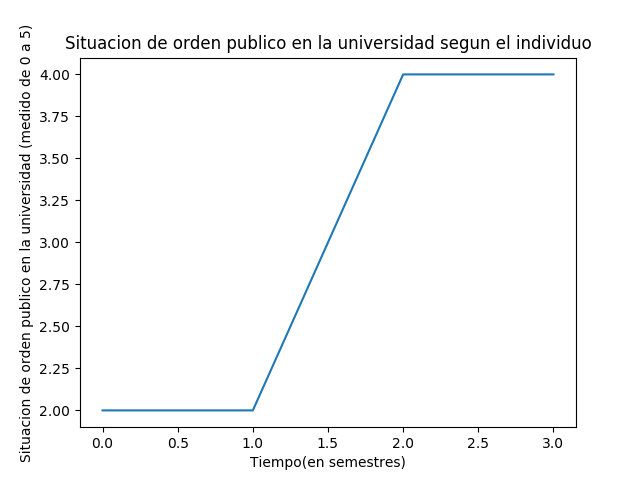 Situacion de orden publico en la universidad segun el individuo
Situacion de orden publico en la universidad (medido de 0 a 5)
4.00
3.75
3.50
3.25
3.00
2.75
2.50
2.25
2.00
0.0 0.5 1.0 1.5 2.0 2.5 3.0
Tiempo(en semestres)